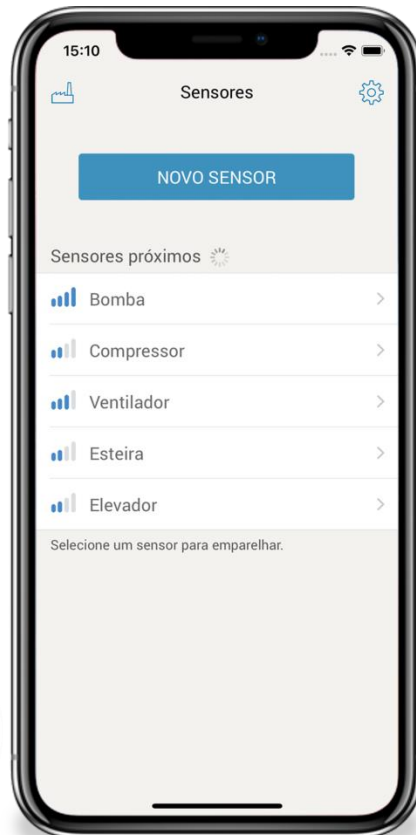 15:10
Sensores
NOVO SENSOR
Sensores próximos
Bomba
Compressor
Ventilador
Esteira
Elevador
Selecione um sensor para emparelhar.